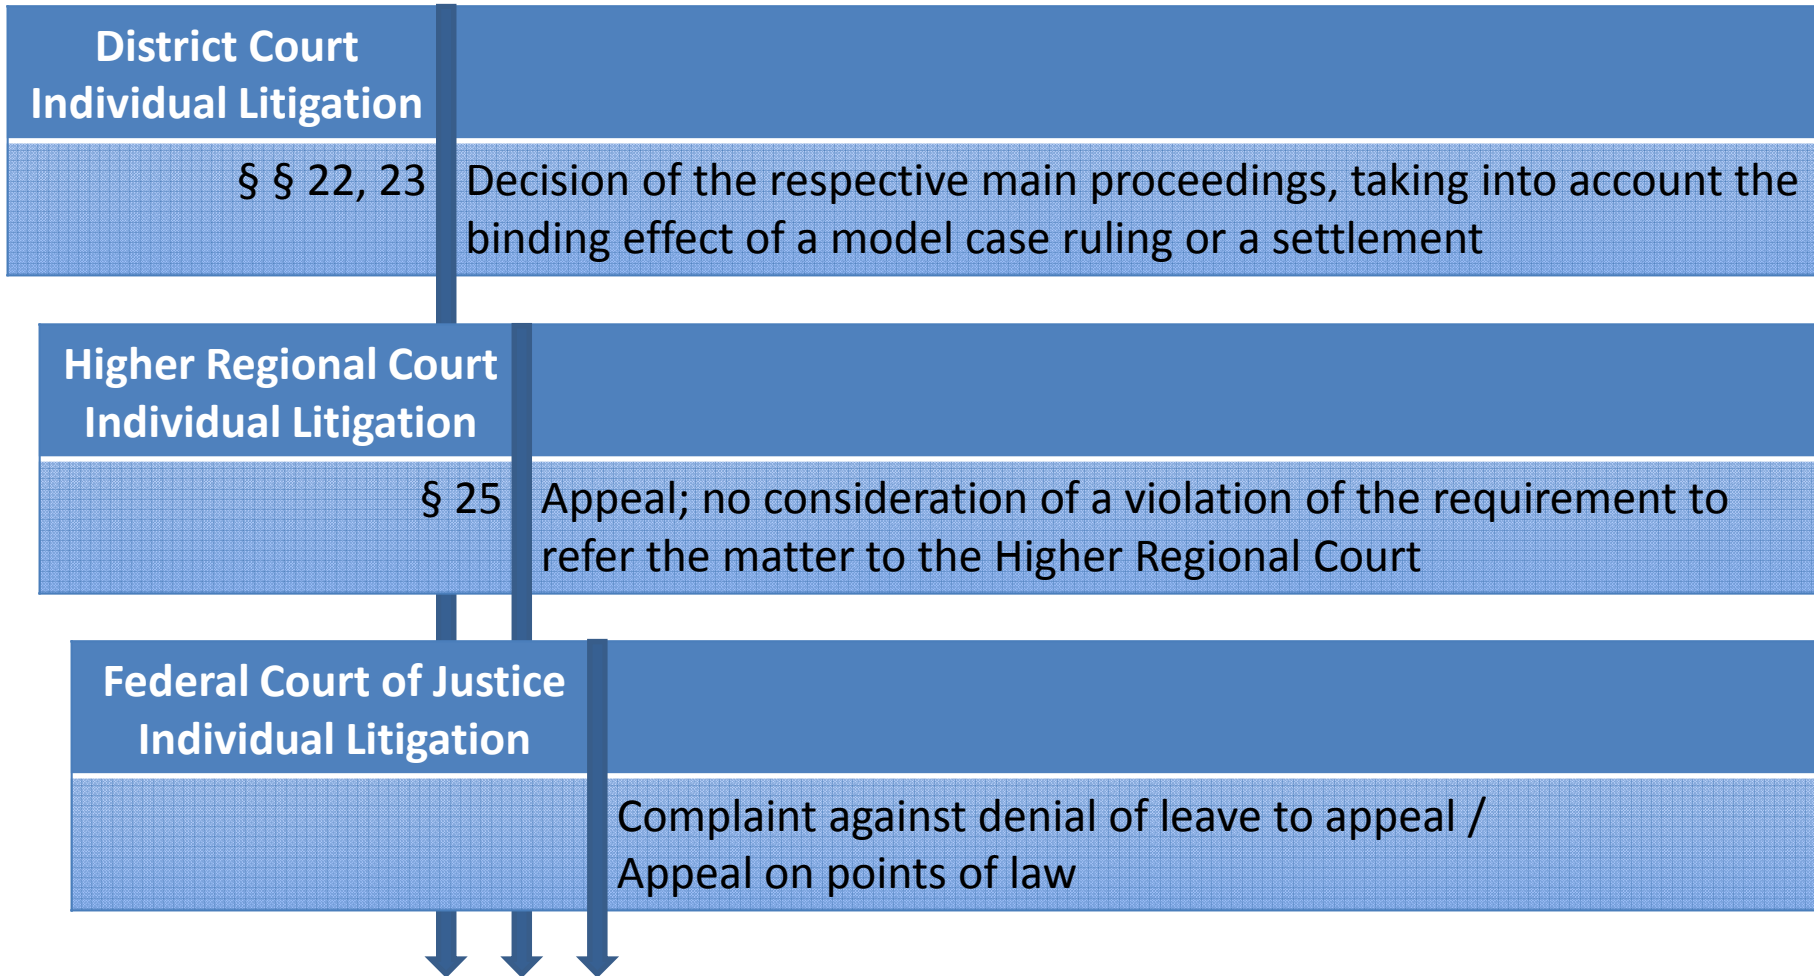 District Court
Individual Litigation
§ § 22, 23 Decision of the respective main proceedings, taking into account the
binding effect of a model case ruling or a settlement
Higher Regional Court
Individual Litigation
§ 25 Appeal; no consideration of a violation of the requirement to
refer the matter to the Higher Regional Court
Federal Court of Justice
Individual Litigation
Complaint against denial of leave to appeal /
Appeal on points of law